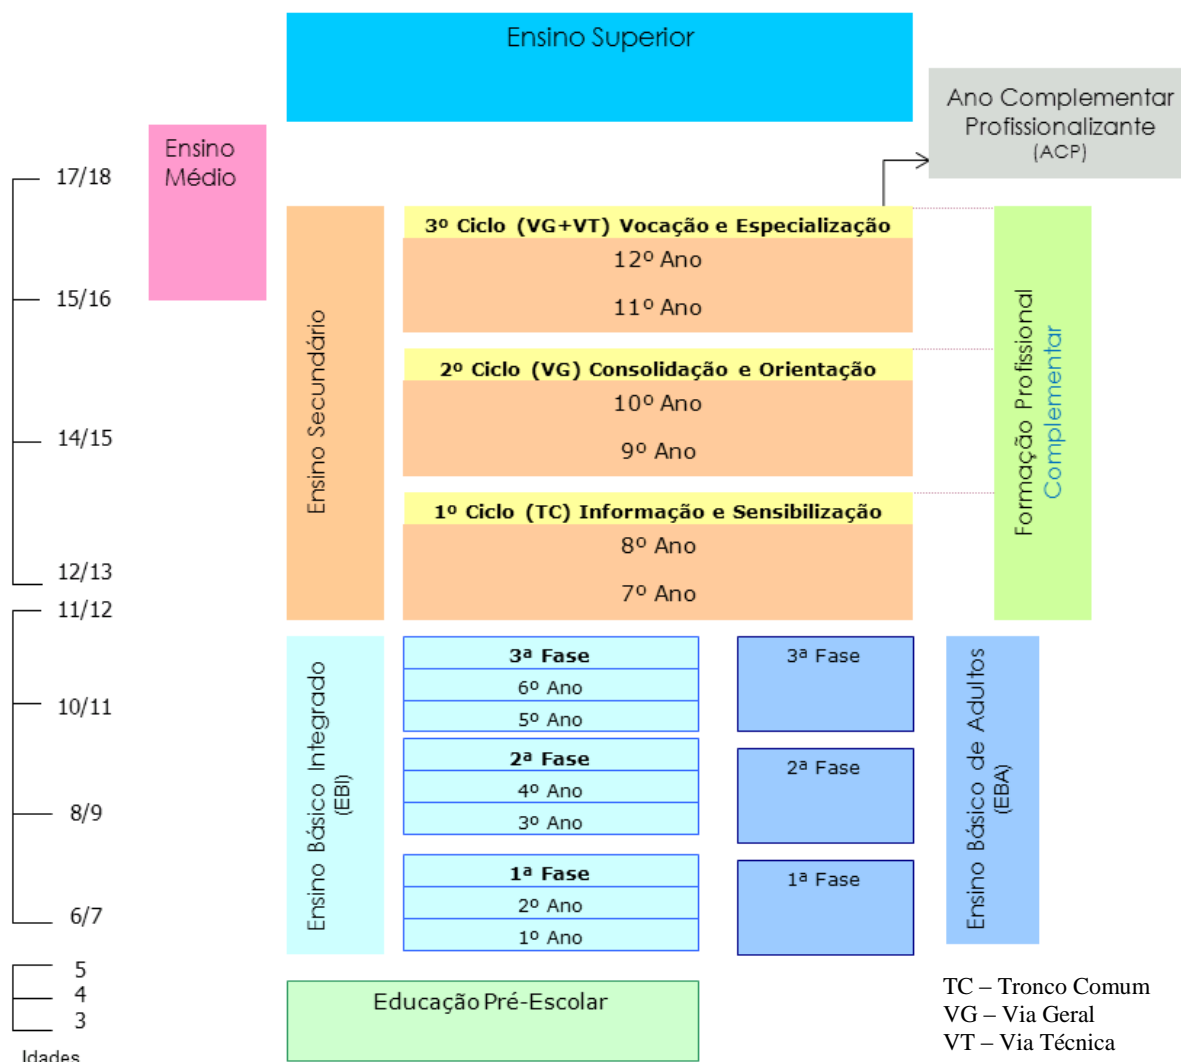 Ensino Superior
Ano Complementar
Profissionalizante
(ACP)
Ensino
Médio
17/18
15/16
14/15
12/13
11/12
10/11
8/9
6/7
5
4
3
Idades
Ensino Secundário
3º Ciclo (VG+VT) Vocação e Especialização
12º Ano
11º Ano
2º Ciclo (VG) Consolidação e Orientação
10º Ano
9º Ano
1º Ciclo (TC) Informação e Sensibilização
8º Ano
7º Ano
Formação Profissional
Complementar
Ensino Básico Integrado
(EBI)
3ª Fase
6º Ano
5º Ano
2ª Fase
4º Ano
3º Ano
1ª Fase
2º Ano
1º Ano
3ª Fase
2ª Fase
1ª Fase
Ensino Básico de Adultos
(EBA)
Educação Pré-Escolar
TC – Tronco Comum
VG – Via Geral
VT – Via Técnica